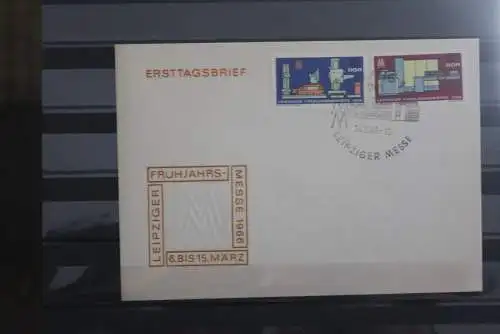 ERSTTAGSBRIEF
DDR
DDR
LEIPZIGER MESSE
LEIPZIGER
FRÜHJAHRS-
MESSE 1966
6. BIS 15. MÄRZ